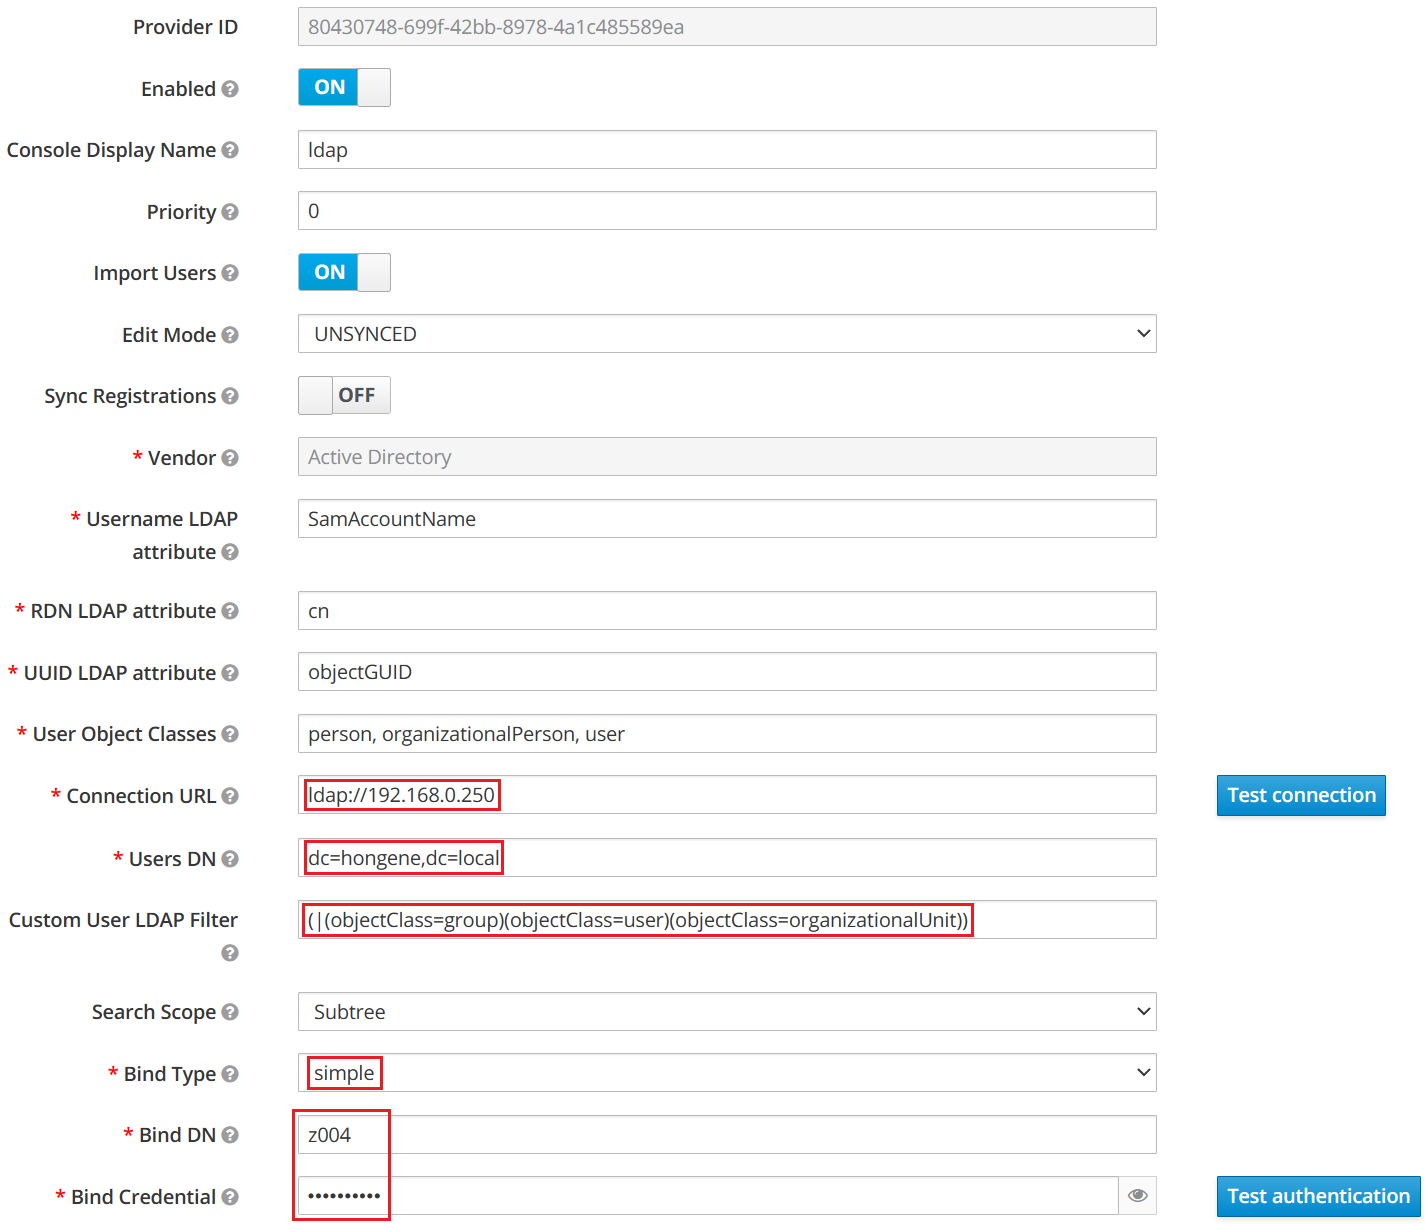 Provider ID 80430748-699f-42bb-8978-4a1c485589ea
Enabled ON
Console Display Name ldap
Priority 0
Import Users ON
Edit Mode UNSYNCED
Sync Registrations OFF
* Vendor Active Directory
* Username LDAP SamAccountName
attribute
* RDN LDAP attribute cn
* UUID LDAP attribute objectGUID
* User Object Classes person, organizationalPerson, user
* Connection URL ldap://192.168.0.250 Test connection
* Users DN dc=hongene,dc=local
Custom User LDAP Filter (|(objectClass=group)(objectClass=user)(objectClass=organizationalUnit))
Search Scope Subtree
* Bind Type simple
* Bind DN z004
* Bind Credential •••••••••• Test authentication